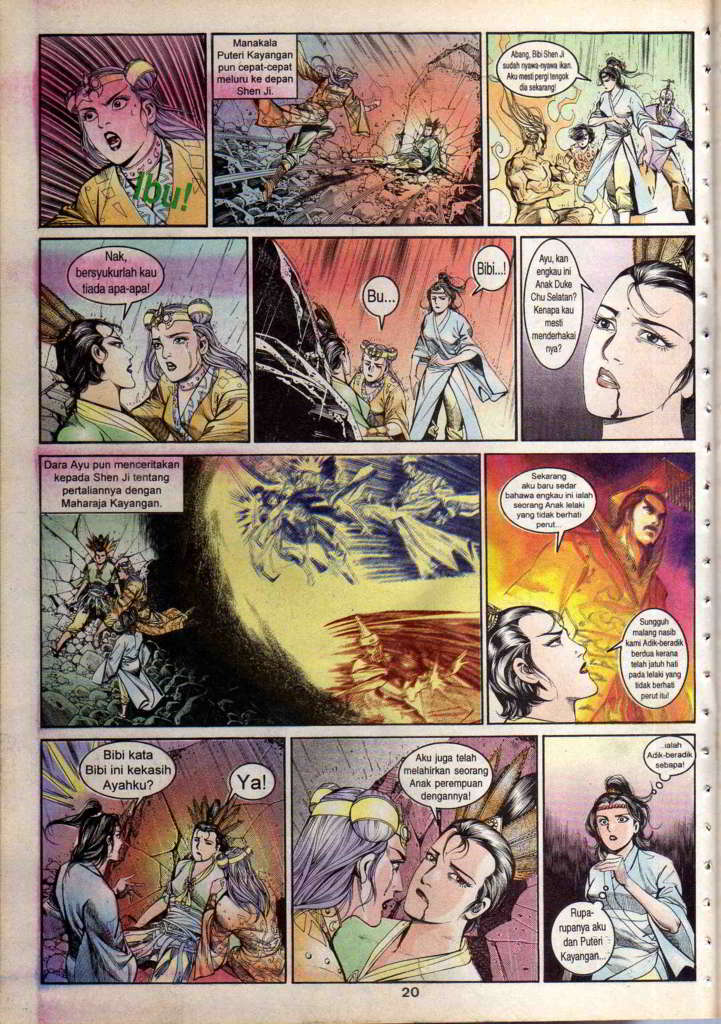 Ibu!
Manakala
Puteri Kayangan
pun cepat-cepat
meluru ke depan
Shen Ji.
Abang, Bibi Shen Ji
sudah nyawa-nyawa ikan.
Aku mesti pergi tengok
dia sekarang!
Nak,
bersyukurlah kau
tiada apa-apa!
Bu...
Bibi...!
Ayu, kan
engkau ini
Anak Duke
Chu Selatan?
Kenapa kau
mesti
menderhakai
nya?
Dara Ayu pun menceritakan
kepada Shen Ji tentang
pertaliannya dengan
Maharaja Kayangan.
Sekarang
aku baru sedar
bahawa engkau ini ialah
seorang Anak lelaki
yang tidak berhati
perut...
Sungguh
malang nasib
kami Adik-beradik
berdua kerana
telah jatuh hati
pada lelaki yang
tidak berhati
perut itu!
Bibi kata
Bibi ini kekasih
Ayahku?
Ya!
Aku juga telah
melahirkan seorang
Anak perempuan
dengannya!
..ialah
Adik-beradik
sebapa!
Rupa-
rupanya aku
dan Puteri
Kayangan...
20